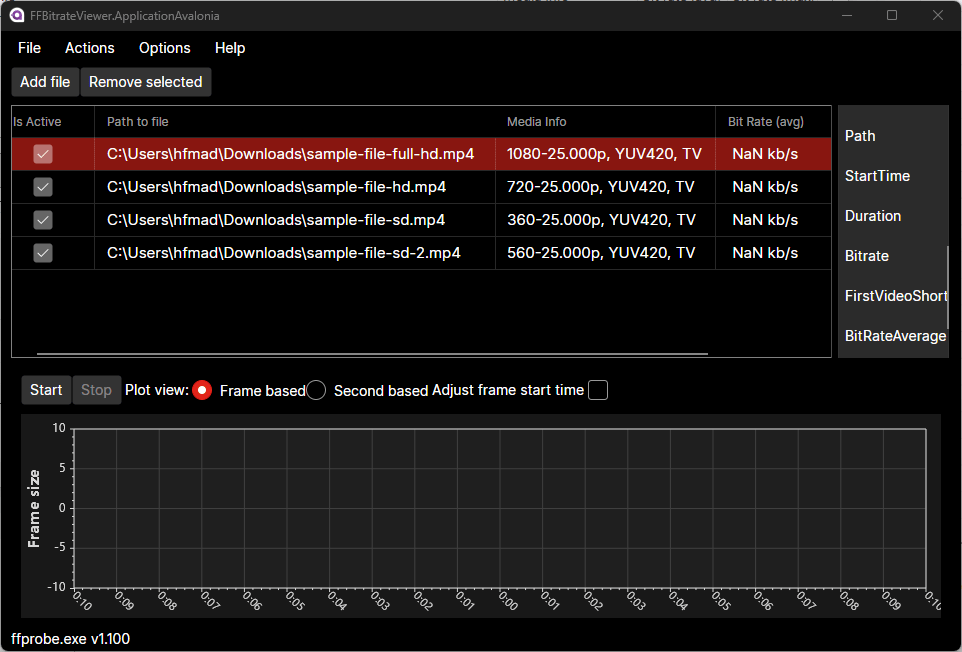 FFBitrateViewer.ApplicationAvalonia
File Actions Options Help
Add file Remove selected
Is Active Path to file Media Info Bit Rate (avg)
C:\Users\hfmad\Downloads\sample-file-full-hd.mp4 1080-25.000p, YUV420, TV NaN kb/s
C:\Users\hfmad\Downloads\sample-file-hd.mp4 720-25.000p, YUV420, TV NaN kb/s
C:\Users\hfmad\Downloads\sample-file-sd.mp4 360-25.000p, YUV420, TV NaN kb/s
C:\Users\hfmad\Downloads\sample-file-sd-2.mp4 560-25.000p, YUV420, TV NaN kb/s
Path
StartTime
Duration
Bitrate
FirstVideoShort
BitRateAverage
Start Stop Plot view: Frame based Second based Adjust frame start time
Frame size
10
5
0
-5
-10
0:10 0:09 0:08 0:07 0:06 0:05 0:04 0:03 0:02 0:01 0:00 0:01 0:02 0:03 0:04 0:05 0:06 0:07 0:08 0:09 0:10
ffprobe.exe v1.100